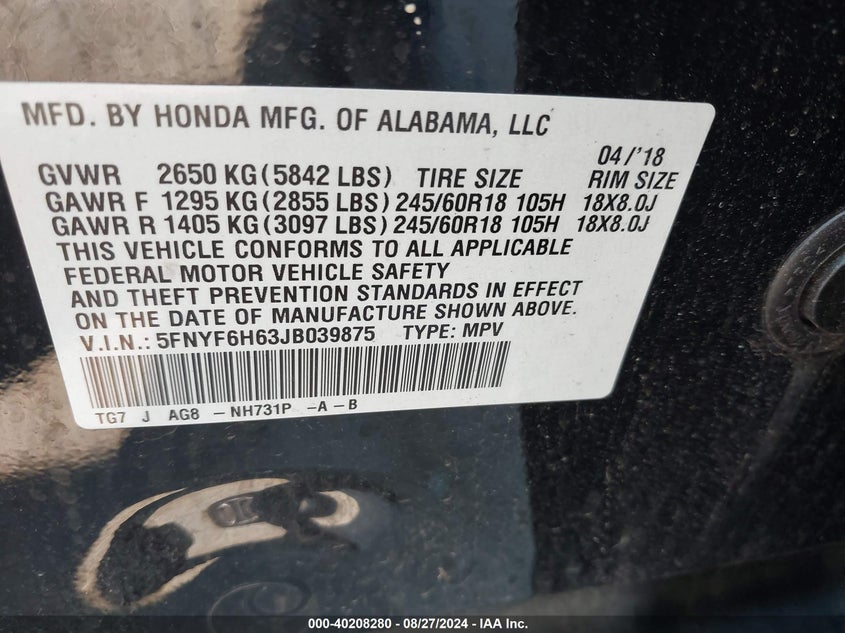 MFD. BY HONDA MFG. OF ALABAMA, LLC
04/'18
GVWR 2650 KG (5842 LBS) TIRE SIZE RIM SIZE
GAWR F 1295 KG (2855 LBS) 245/60R18 105H 18X8.0J
GAWR R 1405 KG (3097 LBS) 245/60R18 105H 18X8.0J
THIS VEHICLE CONFORMS TO ALL APPLICABLE
FEDERAL MOTOR VEHICLE SAFETY
AND THEFT PREVENTION STANDARDS IN EFFECT
ON THE DATE OF MANUFACTURE SHOWN ABOVE.
V.I.N.: 5FNYF6H63JB039875 TYPE: MPV
TG7 J AG8 -NH731P -A-B
000-40208280 - 08/27/2024 - IAA Inc.